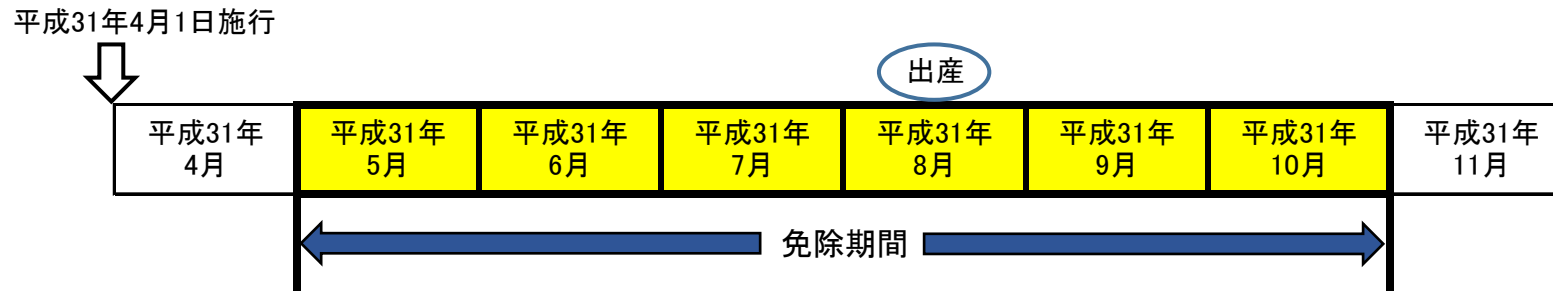 平成31年4月1日施行
出産
平成31年
4月
平成31年
5月
平成31年
6月
平成31年
7月
平成31年
8月
平成31年
9月
平成31年
10月
平成31年
11月
免除期間